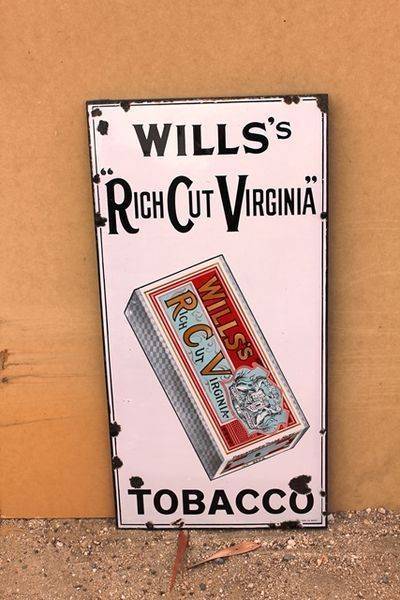 WILLS's
"RICH CUT VIRGINIA"
WILLS'S
RICH CUT VIRGINIA
TOBACCO